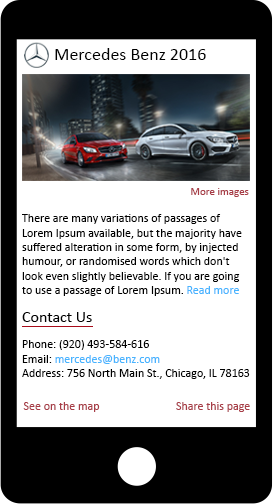 Mercedes Benz 2016
More images
There are many variations of passages of
Lorem Ipsum available, but the majority have
suffered alteration in some form, by injected
humour, or randomised words which don't
look even slightly believable. If you are going
to use a passage of Lorem Ipsum. Read more
Contact Us
Phone: (920) 493-584-616
Email: mercedes@benz.com
Address: 756 North Main St., Chicago, IL 78163
See on the map
Share this page